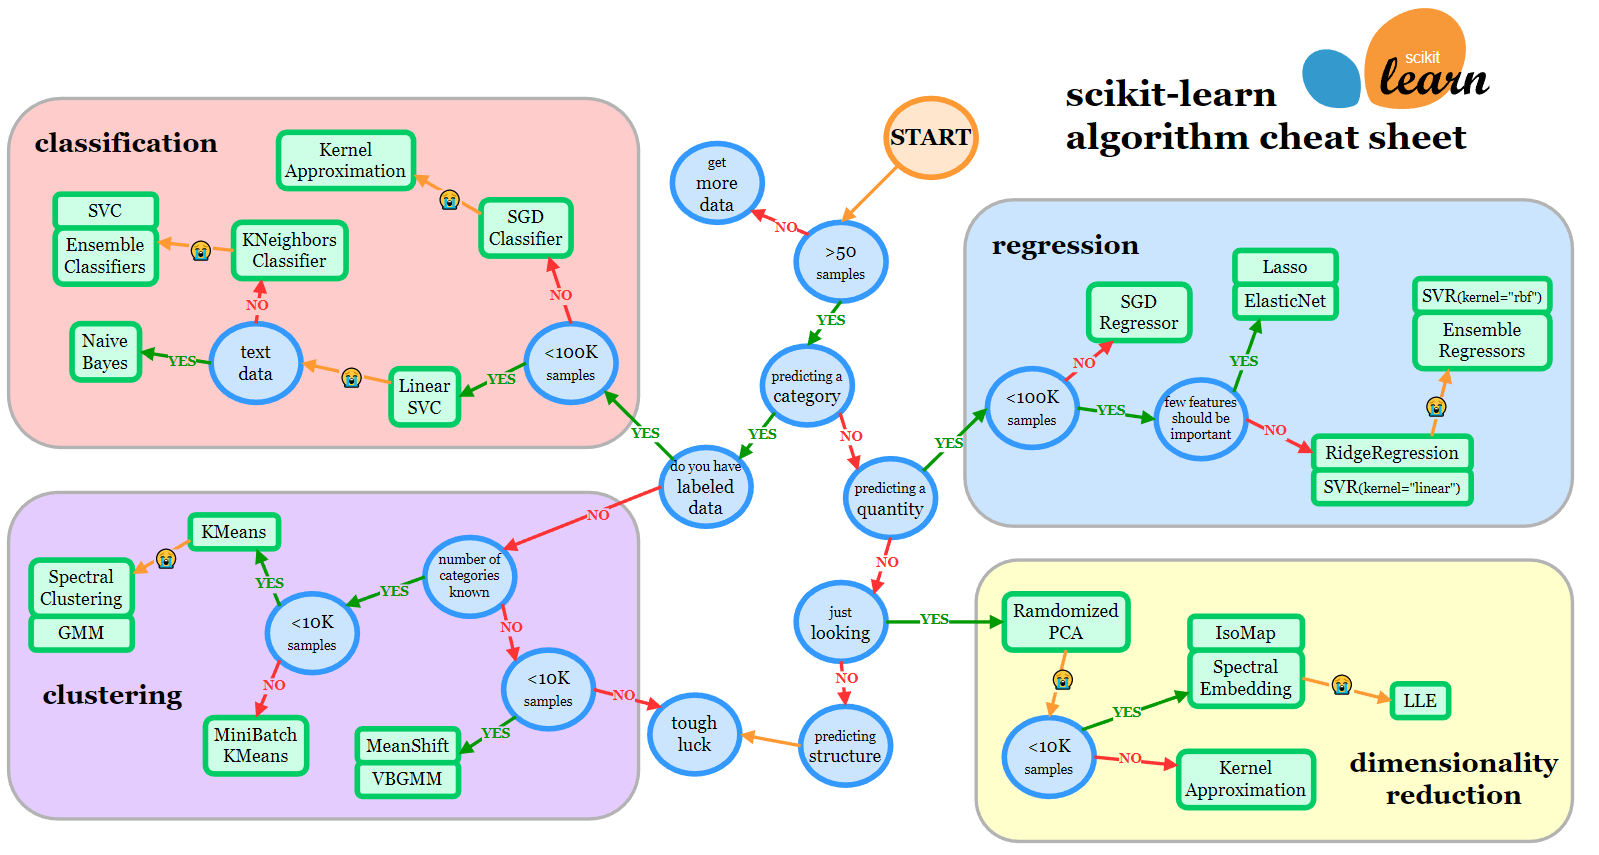 scikit
learn
scikit-learn
algorithm cheat sheet
START
get
more
data
NO
>50
samples
YES
predicting a
category
YES
NO
do you have
labeled
data
YES
NO
predicting a
quantity
YES
NO
just
looking
YES
NO
predicting
structure
tough
luck
classification
Kernel
Approximation
SGD
Classifier
NO
<100K
samples
YES
Linear
SVC
text
data
YES
NO
Naive
Bayes
KNeighbors
Classifier
SVC
Ensemble
Classifiers
regression
<100K
samples
NO
SGD
Regressor
YES
few features
should be
important
YES
Lasso
ElasticNet
NO
RidgeRegression
SVR(kernel="linear")
SVR(kernel="rbf")
Ensemble
Regressors
clustering
number of
categories
known
YES
NO
<10K
samples
YES
KMeans
Spectral
Clustering
GMM
NO
MiniBatch
KMeans
<10K
samples
YES
MeanShift
VBGMM
NO
dimensionality
reduction
Ramdomized
PCA
<10K
samples
YES
IsoMap
Spectral
Embedding
LLE
NO
Kernel
Approximation